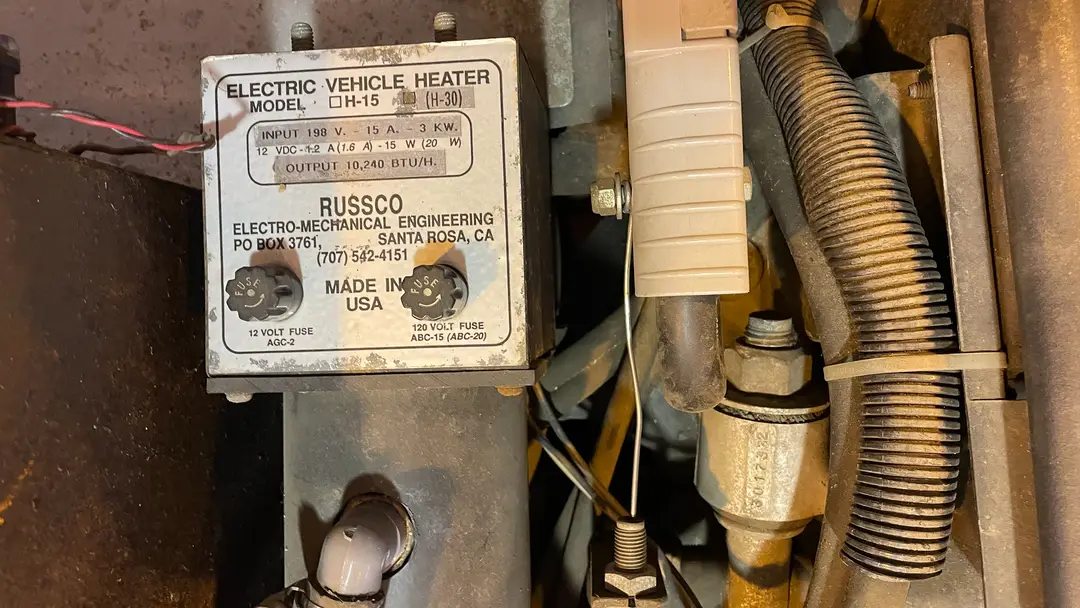 ELECTRIC VEHICLE HEATER
MODEL. H-15 (H-30)
INPUT 198 V. - 15 A. - 3 KW.
12 VDC -1.2 A (1.6 A) - 15 W (20 W)
OUTPUT 10,240 BTU/H.
RUSSCO
ELECTRO-MECHANICAL ENGINEERING
PO BOX 3761, SANTA ROSA, CA
(707) 542-4151
MADE IN
USA
FUSE
FUSE
12 VOLT FUSE
AGC-2
120 VOLT FUSE
ABC-15 (ABC-20)